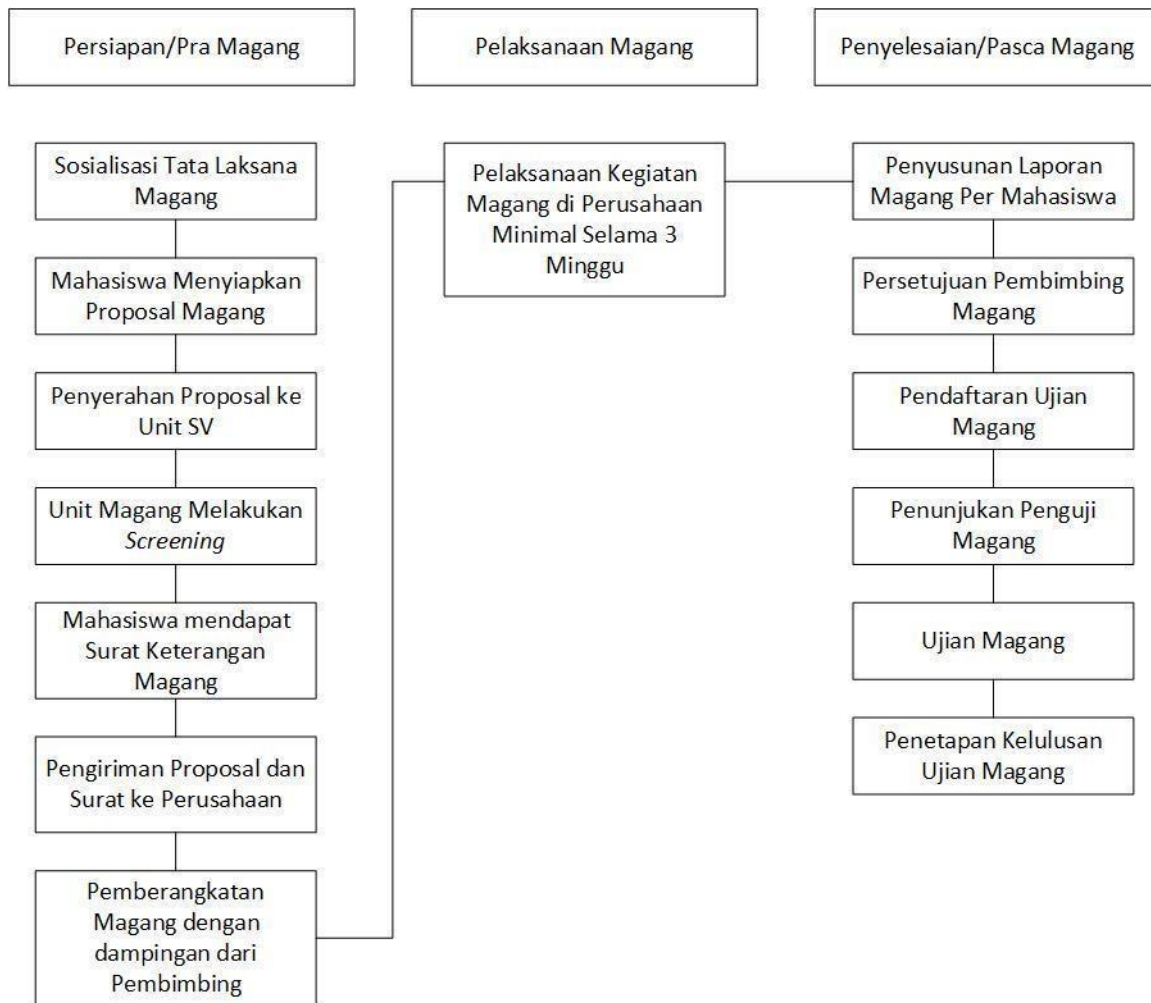 Persiapan/Pra Magang
Pelaksanaan Magang
Penyelesaian/Pasca Magang
Sosialisasi Tata Laksana
Magang
Mahasiswa Menyiapkan
Proposal Magang
Penyerahan Proposal ke
Unit SV
Unit Magang Melakukan
Screening
Mahasiswa mendapat
Surat Keterangan
Magang
Pengiriman Proposal dan
Surat ke Perusahaan
Pemberangkatan
Magang dengan
dampingan dari
Pembimbing
Pelaksanaan Kegiatan
Magang di Perusahaan
Minimal Selama 3
Minggu
Penyusunan Laporan
Magang Per Mahasiswa
Persetujuan Pembimbing
Magang
Pendaftaran Ujian
Magang
Penunjukan Penguji
Magang
Ujian Magang
Penetapan Kelulusan
Ujian Magang